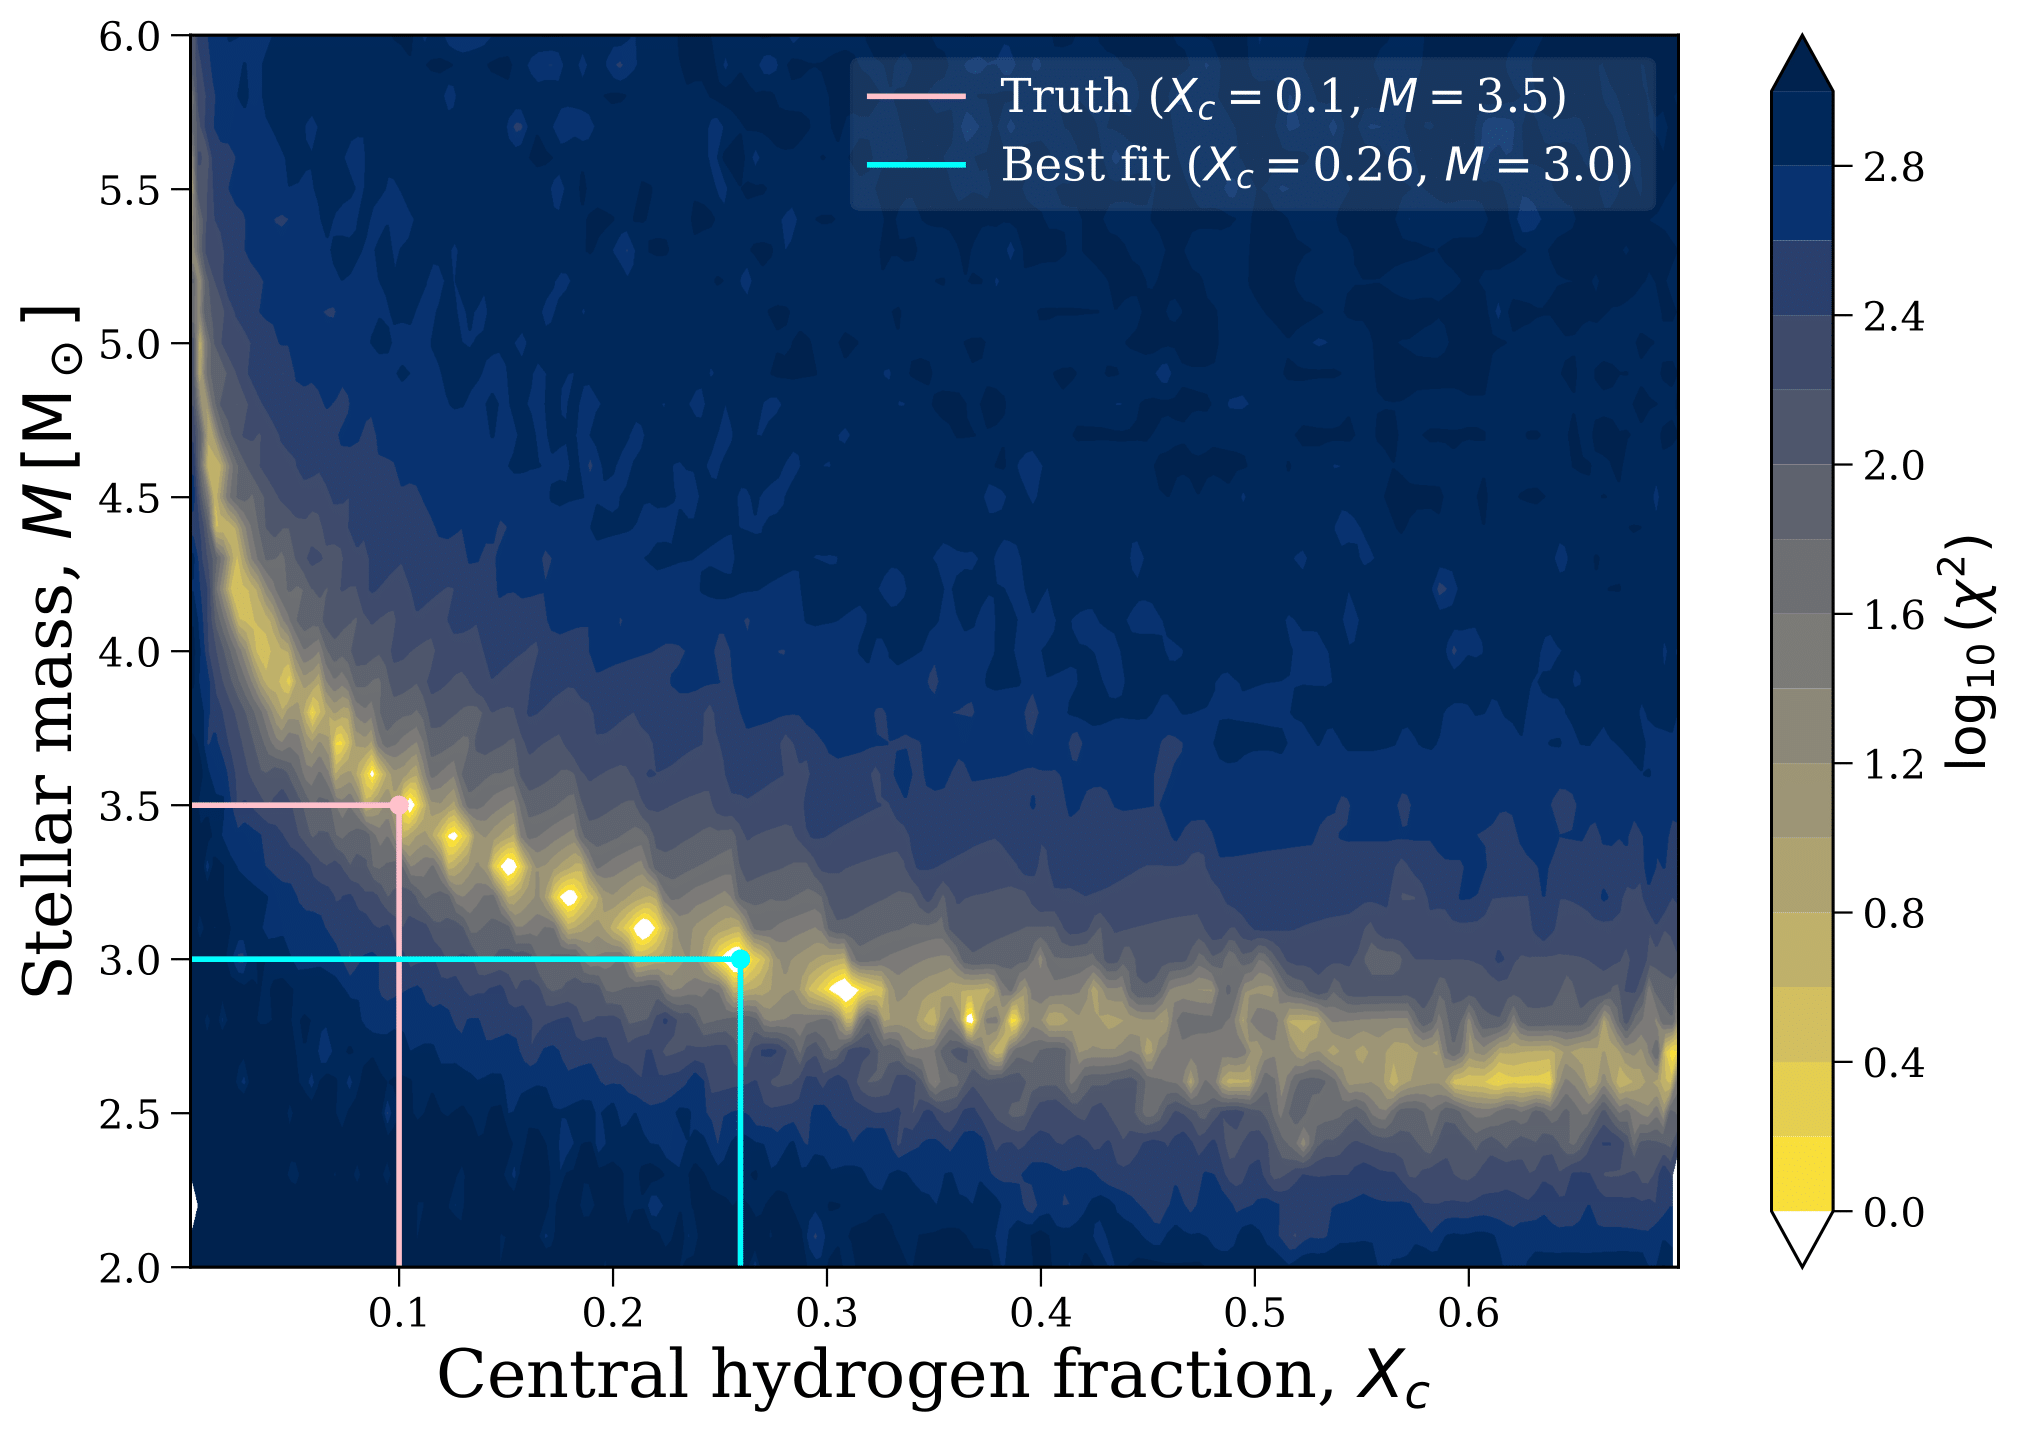 Truth (X_c = 0.1, M = 3.5)
Best fit (X_c = 0.26, M = 3.0)
6.0
5.5
5.0
4.5
4.0
3.5
3.0
2.5
2.0
Stellar mass, M [M⊙]
0.1 0.2 0.3 0.4 0.5 0.6
Central hydrogen fraction, X_c
2.8
2.4
2.0
1.6
1.2
0.8
0.4
0.0
log₁₀(χ²)